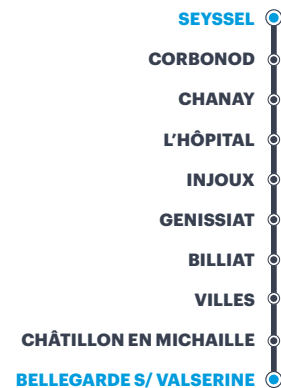 SEYSSEL
CORBONOD
CHANAY
L'HÔPITAL
INJOUX
GENISSIAT
BILLIAT
VILLES
CHÂTILLON EN MICHAILLE
BELLEGARDE S/ VALSERINE